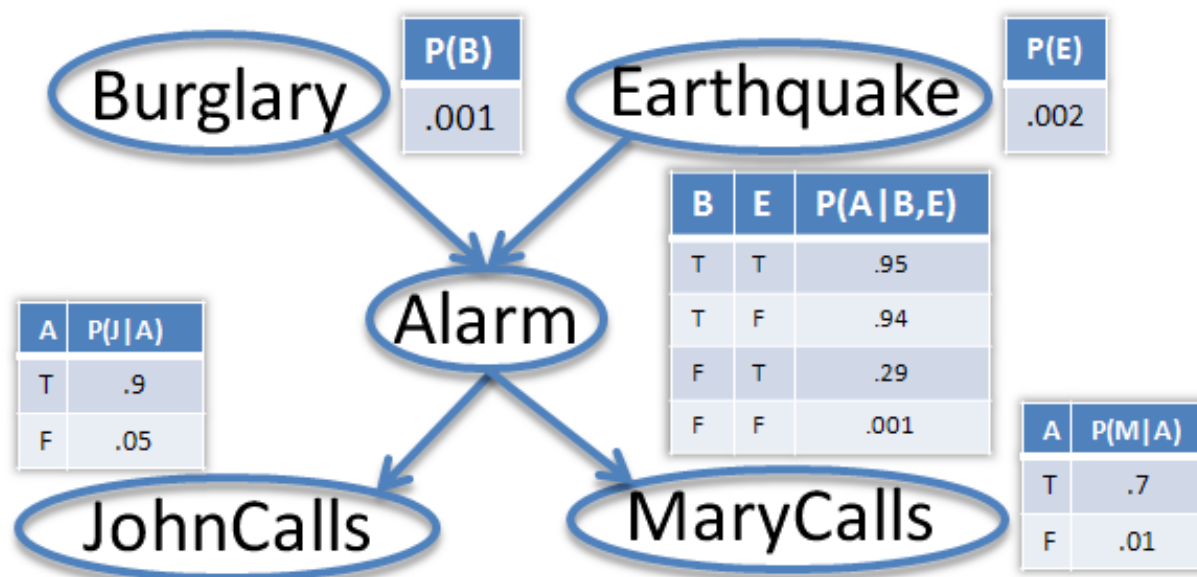 Burglary
P(B)
.001
Earthquake
P(E)
.002
B E P(A|B,E)
T T .95
T F .94
F T .29
F F .001
Alarm
A P(J|A)
T .9
F .05
A P(M|A)
T .7
F .01
JohnCalls
MaryCalls